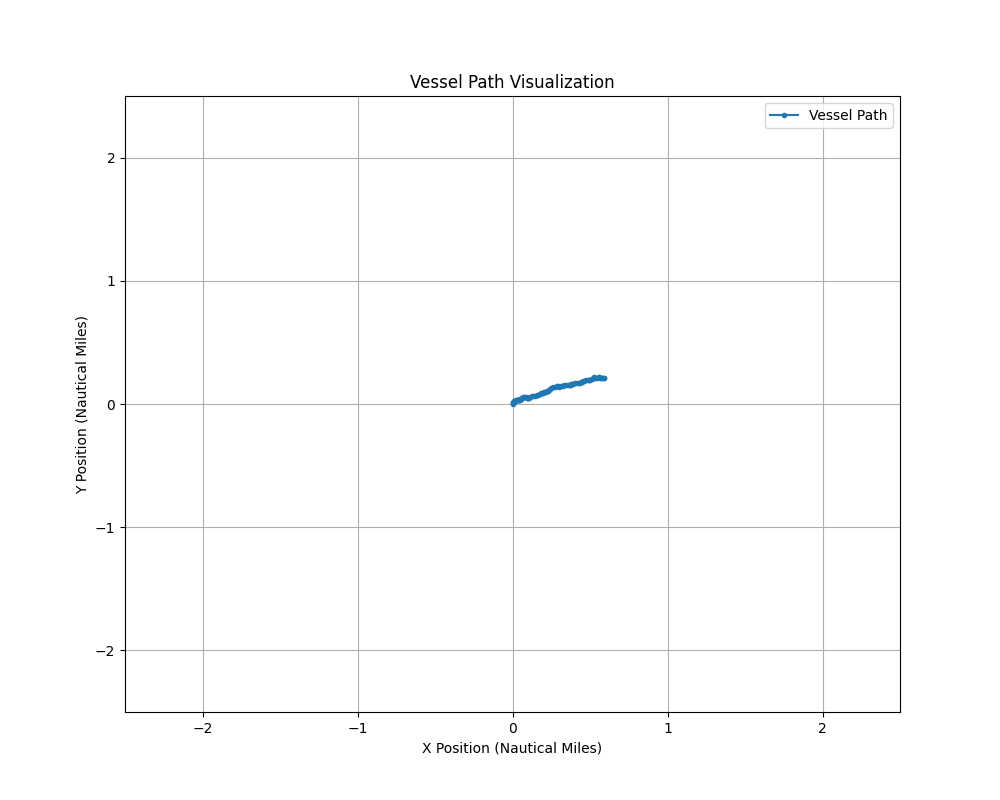 Vessel Path Visualization
Vessel Path
2
1
0
−1
−2
Y Position (Nautical Miles)
−2
−1
0
1
2
X Position (Nautical Miles)